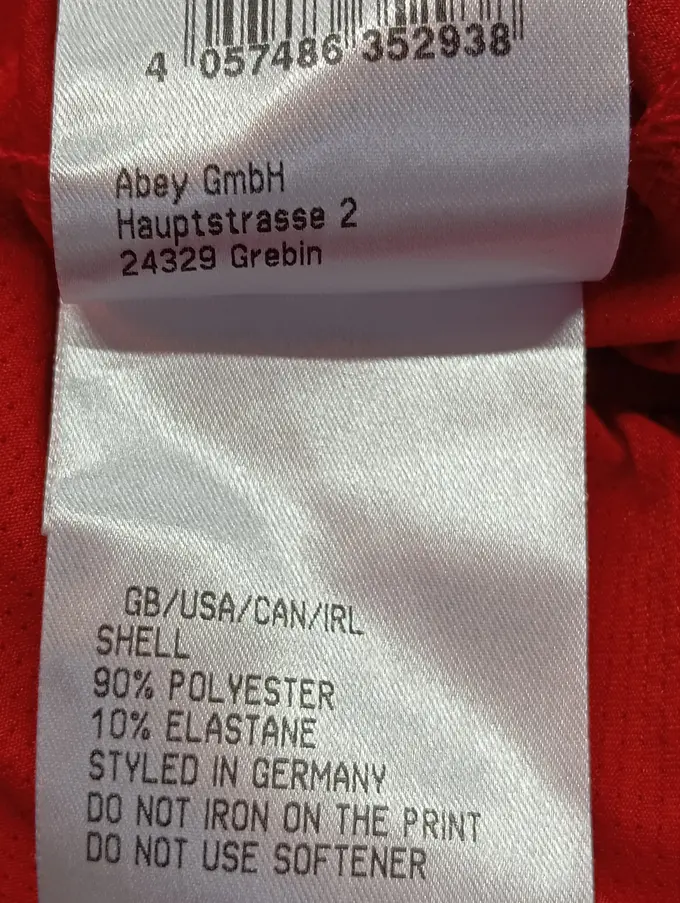 4 057486 352938
Abey GmbH
Hauptstrasse 2
24329 Grebin
GB/USA/CAN/IRL
SHELL
90% POLYESTER
10% ELASTANE
STYLED IN GERMANY
DO NOT IRON ON THE PRINT
DO NOT USE SOFTENER